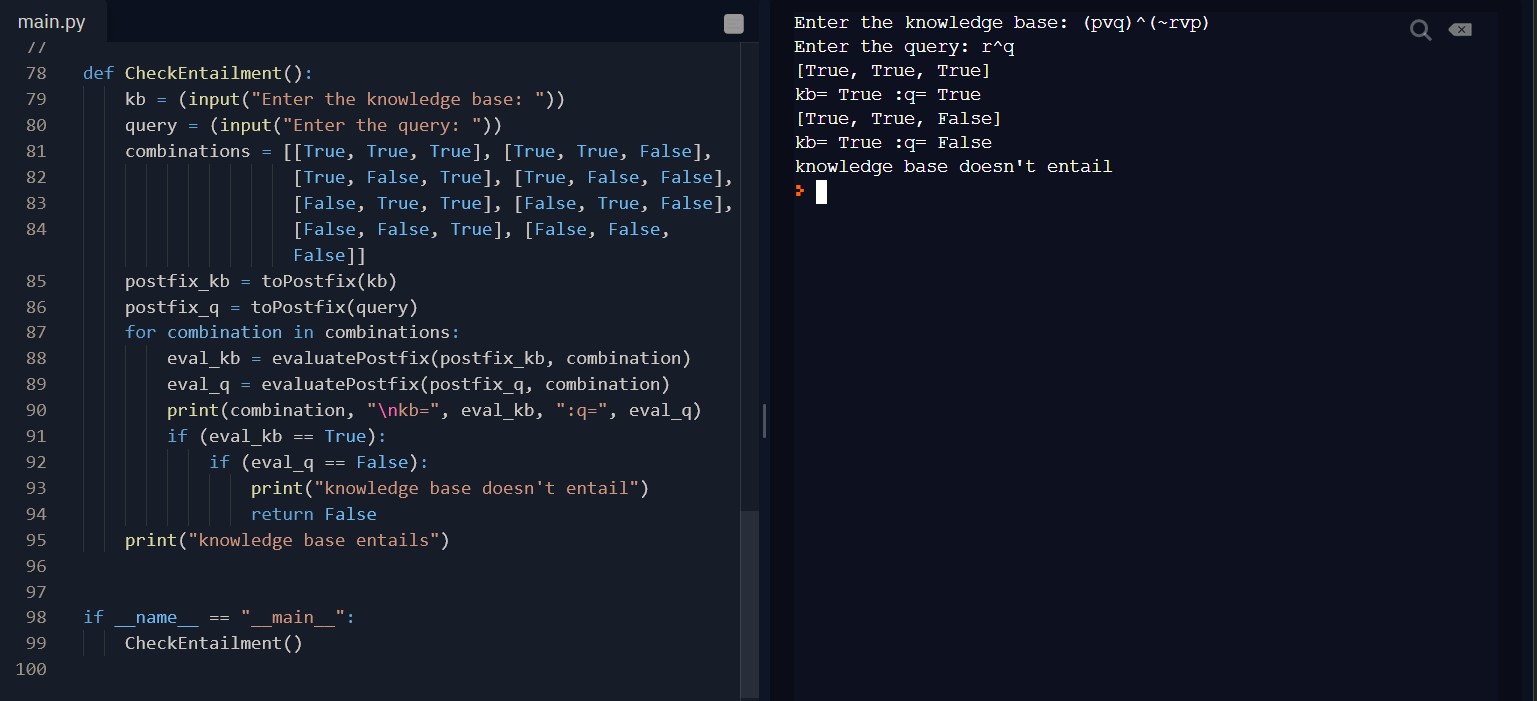 main.py
77
78 def CheckEntailment():
79     kb = (input("Enter the knowledge base: "))
80     query = (input("Enter the query: "))
81     combinations = [[True, True, True], [True, True, False],
82                     [True, False, True], [True, False, False],
83                     [False, True, True], [False, True, False],
84                     [False, False, True], [False, False,
                    False]]
85     postfix_kb = toPostfix(kb)
86     postfix_q = toPostfix(query)
87     for combination in combinations:
88         eval_kb = evaluatePostfix(postfix_kb, combination)
89         eval_q = evaluatePostfix(postfix_q, combination)
90         print(combination, "\nkb=", eval_kb, ":q=", eval_q)
91         if (eval_kb == True):
92             if (eval_q == False):
93                 print("knowledge base doesn't entail")
94                 return False
95     print("knowledge base entails")
96
97
98 if __name__ == "__main__":
99     CheckEntailment()
100
Enter the knowledge base: (pvq)^(~rvp)
Enter the query: r^q
[True, True, True]
kb= True :q= True
[True, True, False]
kb= True :q= False
knowledge base doesn't entail